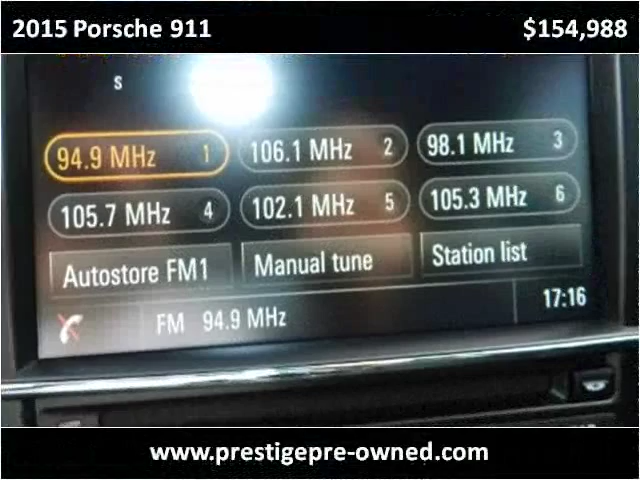 2015 Porsche 911 $154,988
S
94.9 MHz 1 106.1 MHz 2 98.1 MHz 3
105.7 MHz 4 102.1 MHz 5 105.3 MHz 6
Autostore FM1 Manual tune Station list
FM 94.9 MHz 17:16
www.prestigepre-owned.com